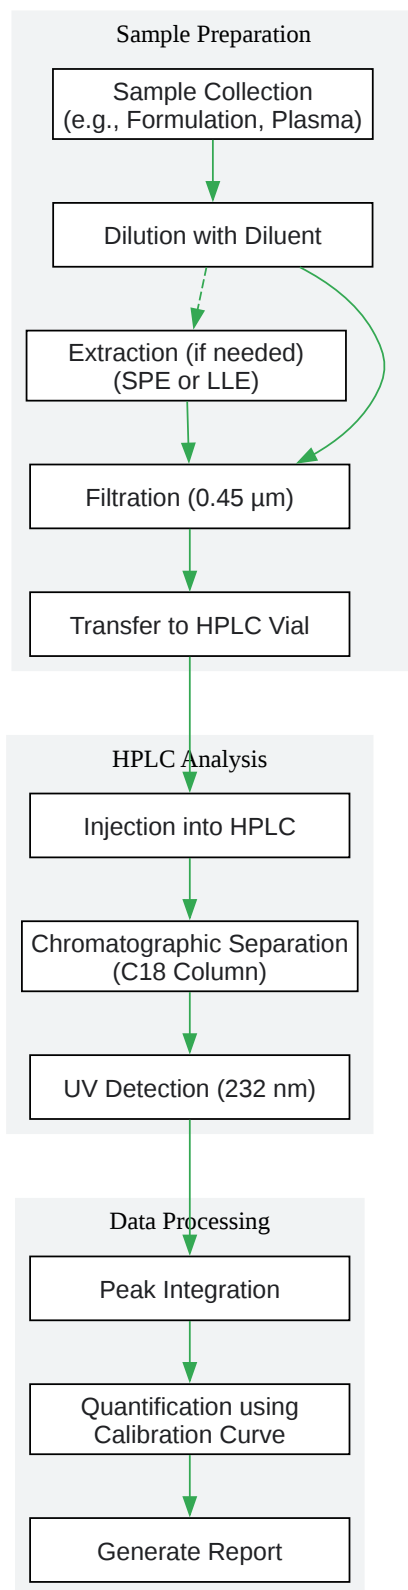 Sample Preparation
Sample Collection
(e.g., Formulation, Plasma)
Dilution with Diluent
Extraction (if needed)
(SPE or LLE)
Filtration (0.45 µm)
Transfer to HPLC Vial
HPLC Analysis
Injection into HPLC
Chromatographic Separation
(C18 Column)
UV Detection (232 nm)
Data Processing
Peak Integration
Quantification using
Calibration Curve
Generate Report